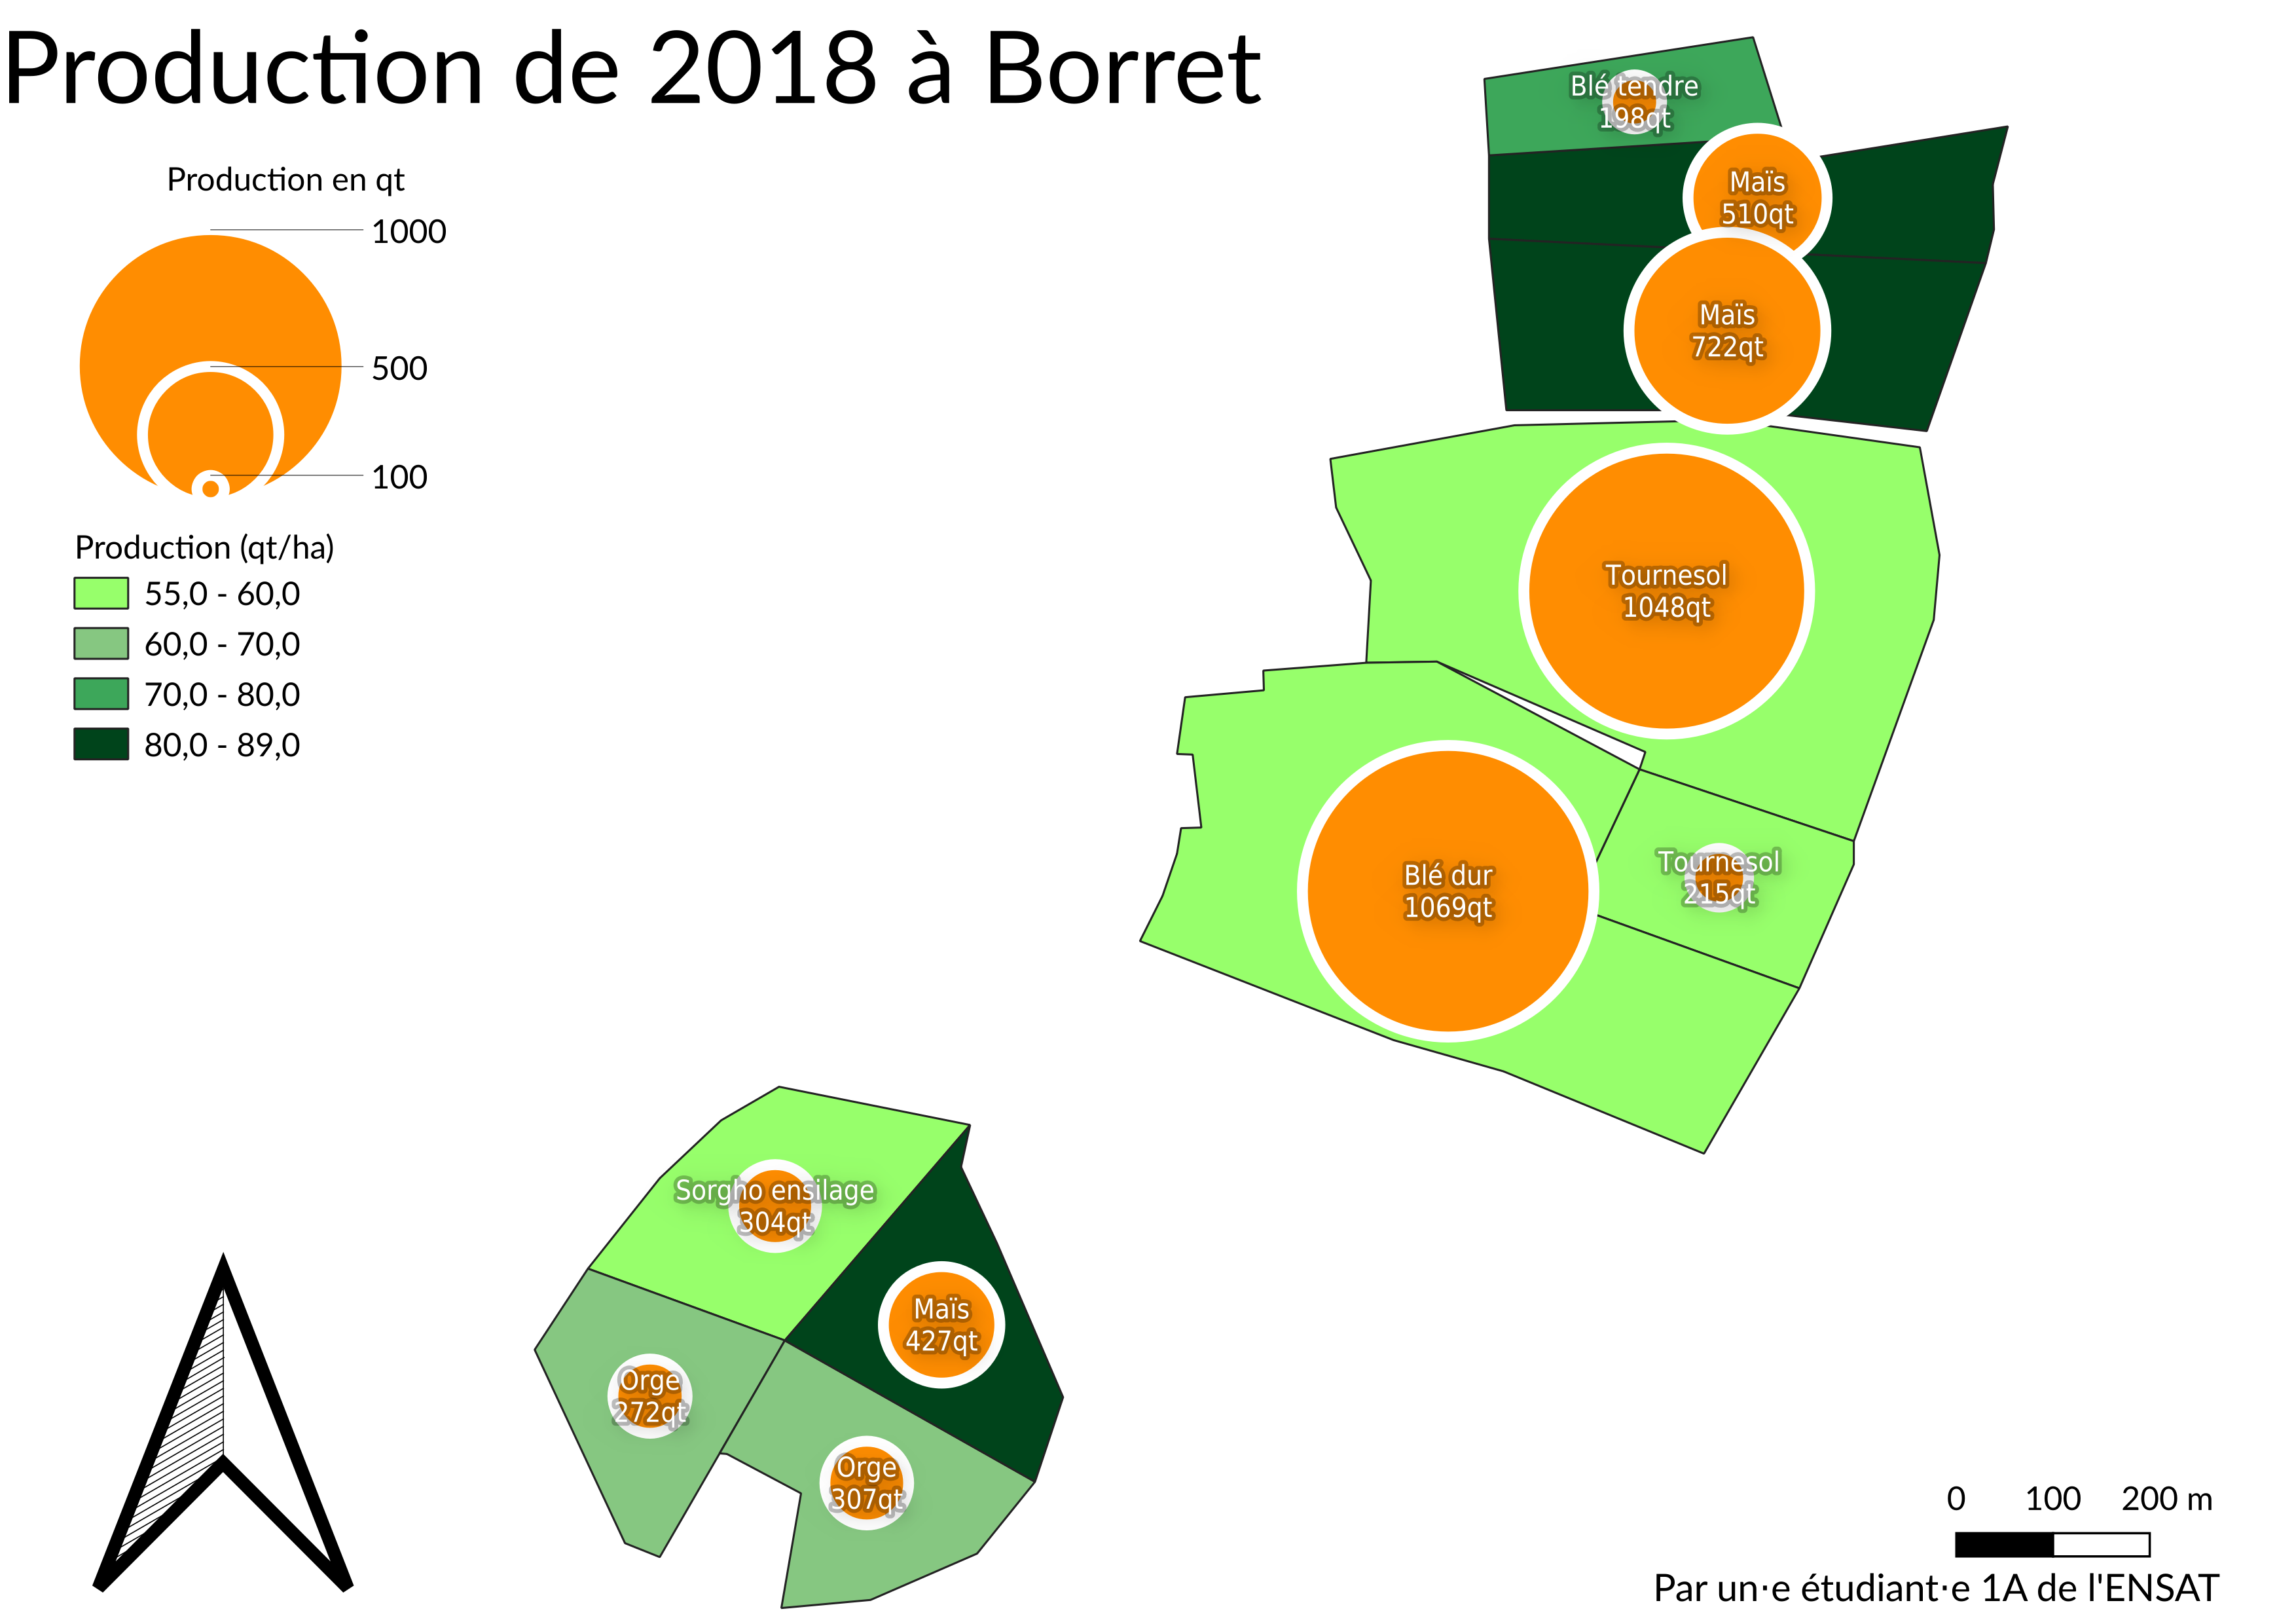 Production de 2018 à Borret
Production en qt
1000
500
100
Production (qt/ha)
55,0 - 60,0
60,0 - 70,0
70,0 - 80,0
80,0 - 89,0
Blé tendre
198qt
Maïs
510qt
Maïs
722qt
Tournesol
1048qt
Blé dur
1069qt
Tournesol
215qt
Sorgho ensilage
304qt
Maïs
427qt
Orge
272qt
Orge
307qt
0 100 200 m
Par un·e étudiant·e 1A de l'ENSAT